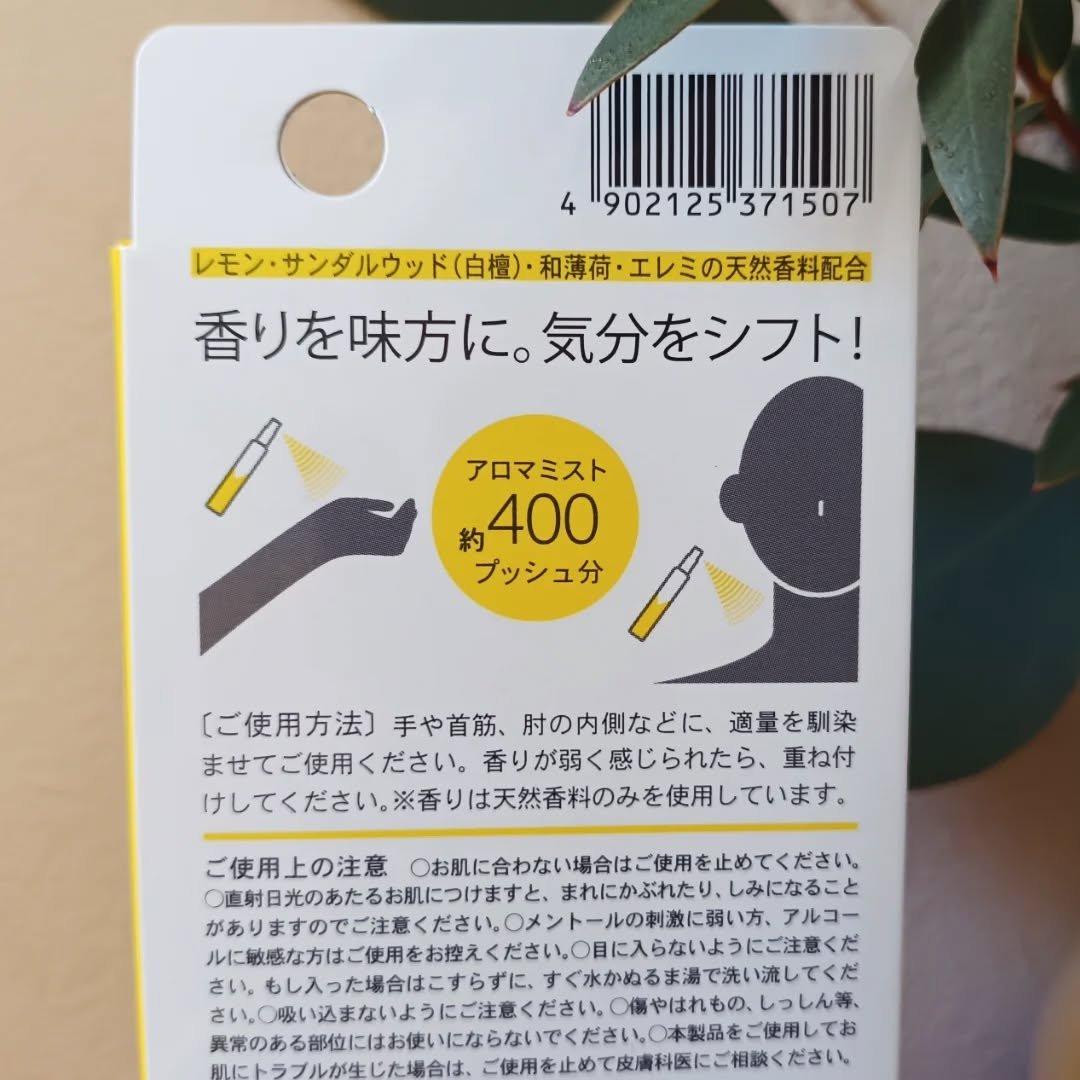 4 902125 371507
レモン・サンダルウッド(白檀)・和薄荷・エレミの天然香料配合
香りを味方に。気分をシフト!
アロマミスト
約400
プッシュ分
〔ご使用方法〕手や首筋、肘の内側などに、適量を馴染
ませてご使用ください。香りが弱く感じられたら、重ね付
けしてください。※香りは天然香料のみを使用しています。
ご使用上の注意 ○お肌に合わない場合はご使用を止めてください。
○直射日光のあたるお肌につけますと、まれにかぶれたり、しみになること
がありますのでご注意ください。○メントールの刺激に弱い方、アルコー
ルに敏感な方はご使用をお控えください。○目に入らないようにご注意くだ
さい。もし入った場合はこすらずに、すぐ水かぬるま湯で洗い流してくだ
さい。○吸い込まないようにご注意ください。○傷やはれもの、しっしん等、
異常のある部位にはお使いにならないでください。○本製品をご使用してお
肌にトラブルが生じた場合は、ご使用を止めて皮膚科医にご相談ください。